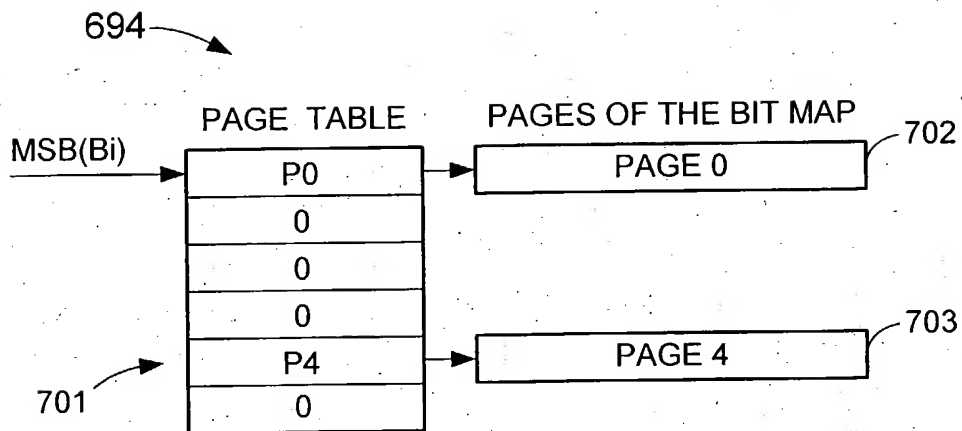 694
PAGE TABLE
PAGES OF THE BIT MAP
MSB(Bi)
702
P0
PAGE 0
0
0
0
703
P4
PAGE 4
701
0